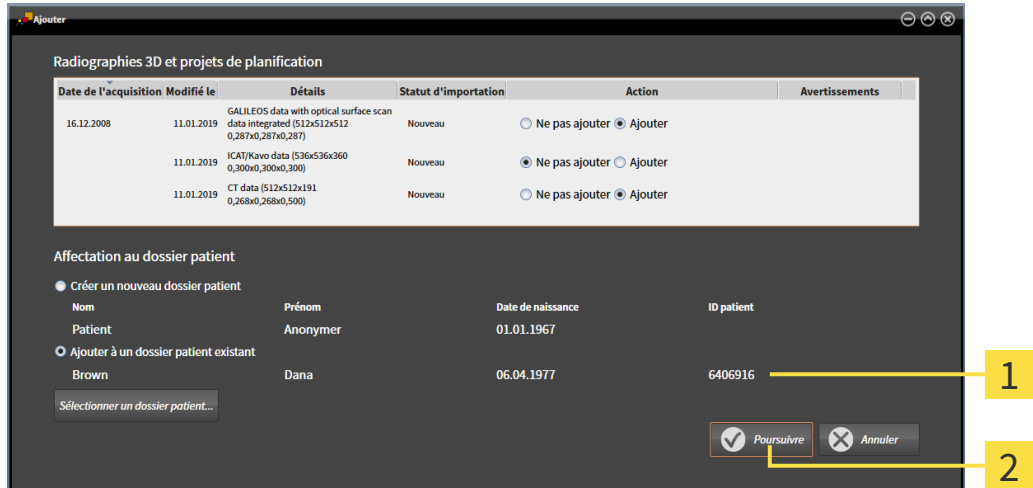 Ajouter
Radiographies 3D et projets de planification
Date de l'acquisition Modifié le Détails Statut d'importation Action Avertissements
16.12.2008 11.01.2019 GALILEOS data with optical surface scan data integrated (512x512x512 0,287x0,287x0,287) Nouveau Ne pas ajouter Ajouter
11.01.2019 ICAT/Kavo data (536x536x360 0,300x0,300x0,300) Nouveau Ne pas ajouter Ajouter
11.01.2019 CT data (512x512x191 0,268x0,268x0,500) Nouveau Ne pas ajouter Ajouter
Affectation au dossier patient
Créer un nouveau dossier patient
Nom Prénom Date de naissance ID patient
Patient Anonymer 01.01.1967
Ajouter à un dossier patient existant
Brown Dana 06.04.1977 6406916 1
Sélectionner un dossier patient...
Poursuivre Annuler
2